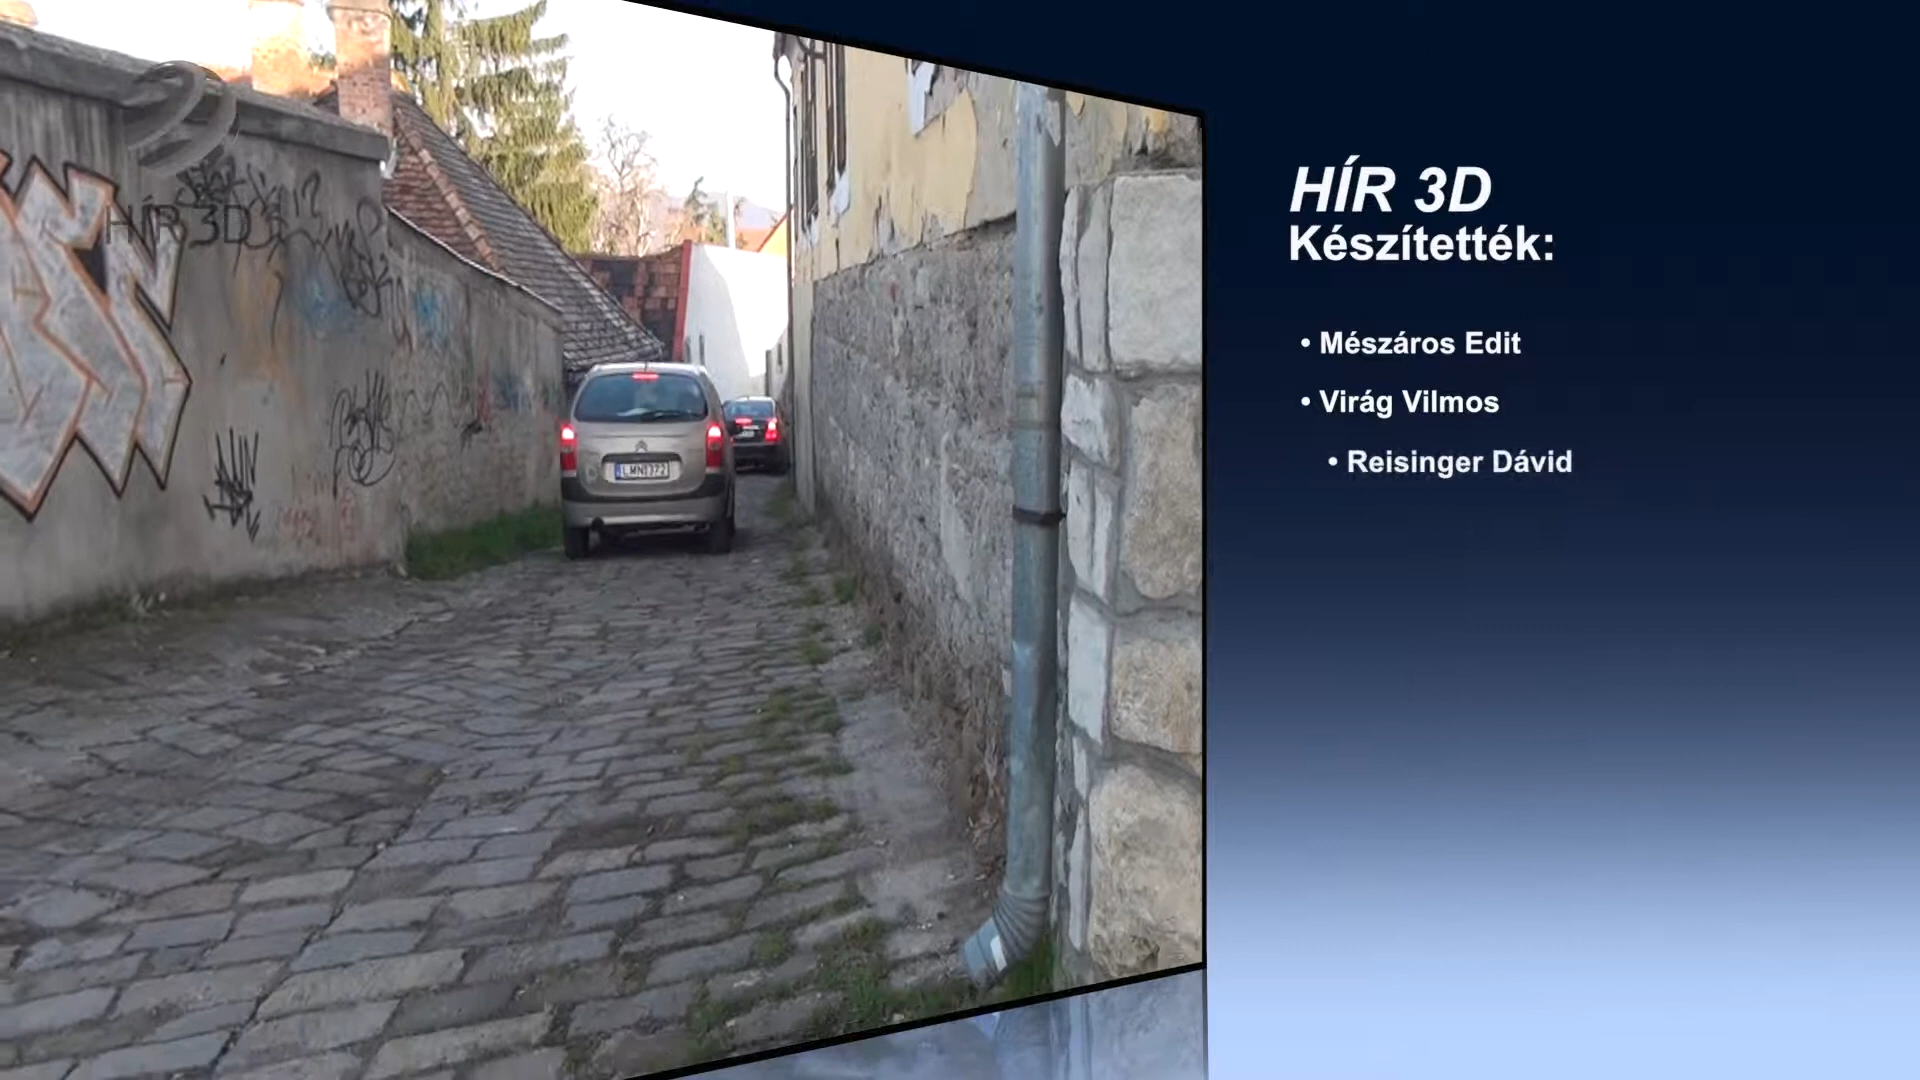 HÍR 3D
HÍR 3D
Készítették:
• Mészáros Edit
• Virág Vilmos
• Reisinger Dávid